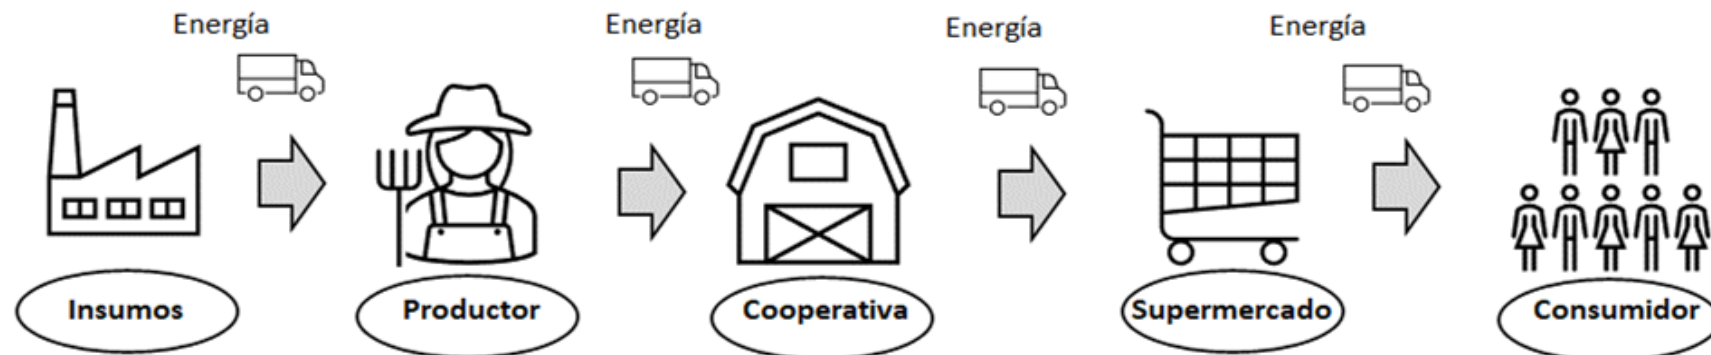 Energía
Energía
Energía
Energía
Insumos
Productor
Cooperativa
Supermercado
Consumidor